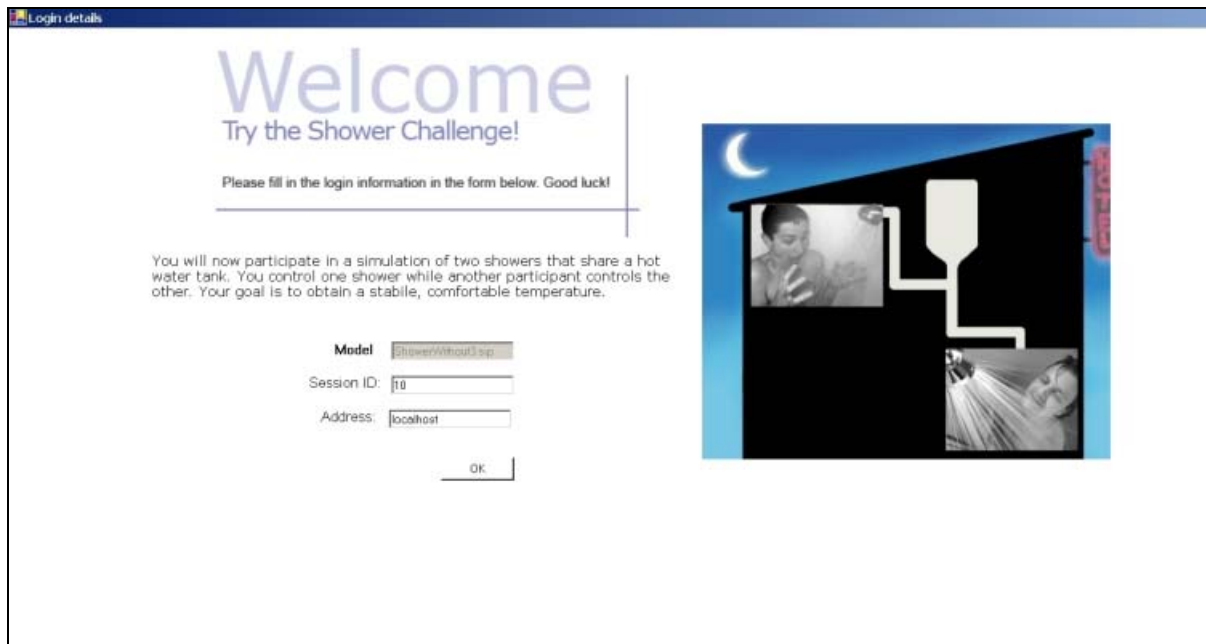 Login details
Welcome
Try the Shower Challenge!
Please fill in the login information in the form below. Good luck!
You will now participate in a simulation of two showers that share a hot
water tank. You control one shower while another participant controls the
other. Your goal is to obtain a stabile, comfortable temperature.
Model ShowerWithout3.sip
Session ID: 10
Address: localhost
OK
HOTEL